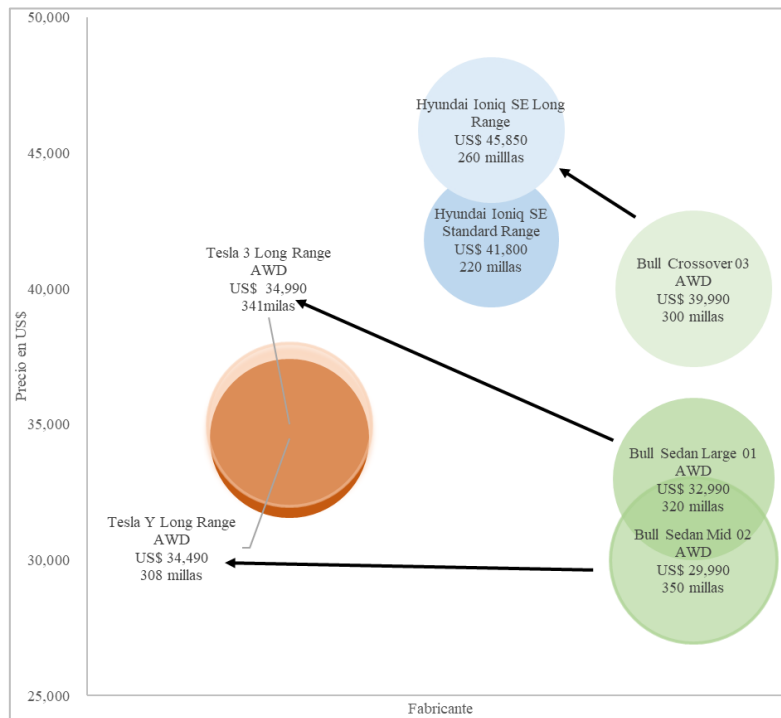 50,000
45,000
40,000
35,000
30,000
25,000
Precio en US$
Fabricante
Hyundai Ioniq SE Long
Range
US$ 45,850
260 milllas
Hyundai Ioniq SE
Standard Range
US$ 41,800
220 millas
Tesla 3 Long Range
AWD
US$ 34,990
341milas
Tesla Y Long Range
AWD
US$ 34,490
308 millas
Bull Crossover 03
AWD
US$ 39,990
300 millas
Bull Sedan Large 01
AWD
US$ 32,990
320 millas
Bull Sedan Mid 02
AWD
US$ 29,990
350 millas